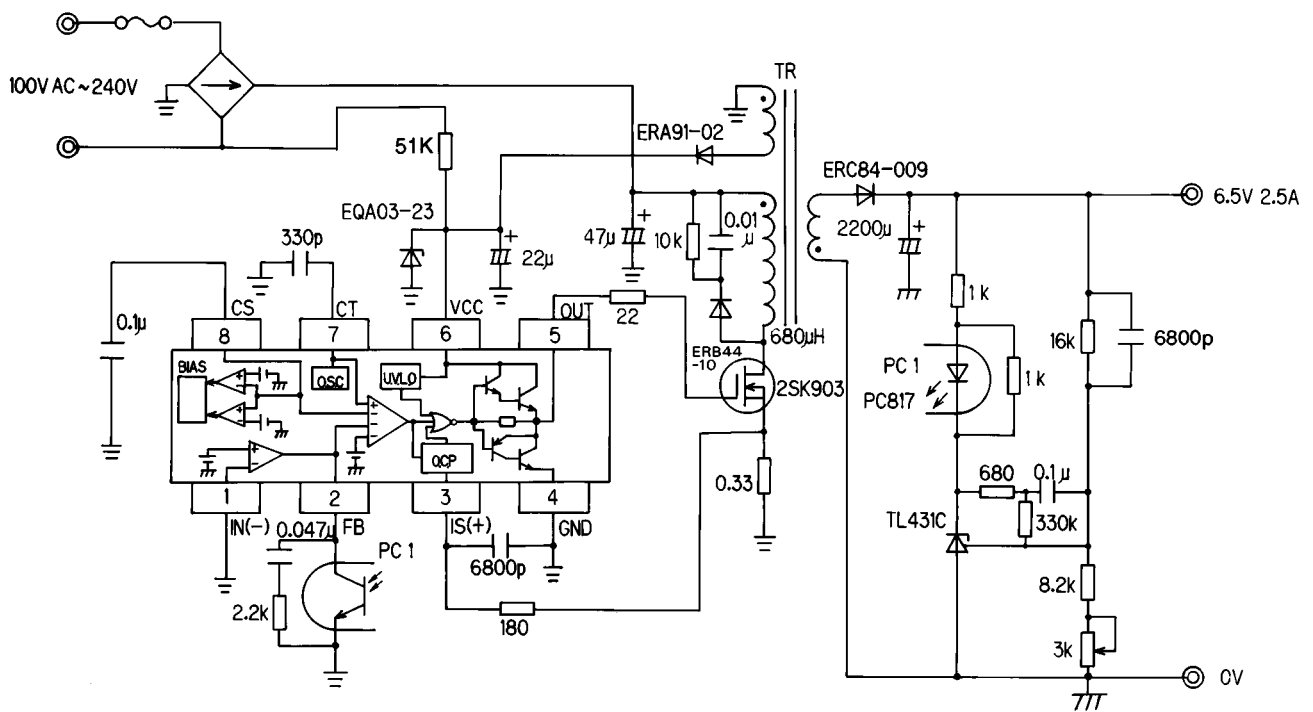 100V AC ~ 240V
TR
ERA91-02
51K
EQA03-23
ERC84-009
6.5V 2.5A
330p
22μ
47μ
10k
0.01
μ
2200μ
1k
0.1μ
CS
CT
VCC
OUT
22
680μH
16k
6800p
8
7
6
5
BIAS
OSC
UVLO
OCP
ERB44
-10
2SK903
PC 1
PC817
1k
0.33
680
0.1μ
330k
TL431C
1
2
3
4
IN(-)
FB
IS(+)
GND
0.047μ
PC 1
6800p
2.2k
180
8.2k
3k
0V